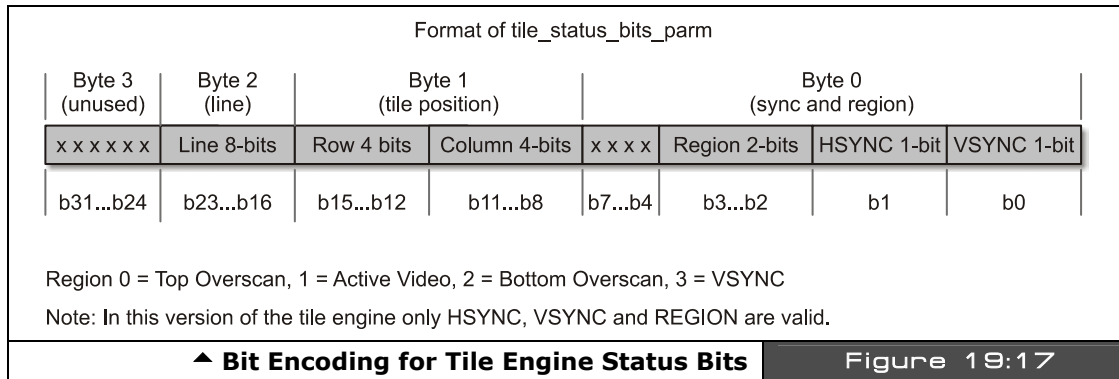 Format of tile_status_bits_parm
Byte 3 Byte 2 Byte 1 Byte 0
(unused) (line) (tile position) (sync and region)
x x x x x x Line 8-bits Row 4 bits Column 4-bits x x x x Region 2-bits HSYNC 1-bit VSYNC 1-bit
b31...b24 b23...b16 b15...b12 b11...b8 b7...b4 b3...b2 b1 b0
Region 0 = Top Overscan, 1 = Active Video, 2 = Bottom Overscan, 3 = VSYNC
Note: In this version of the tile engine only HSYNC, VSYNC and REGION are valid.
Bit Encoding for Tile Engine Status Bits Figure 19:17